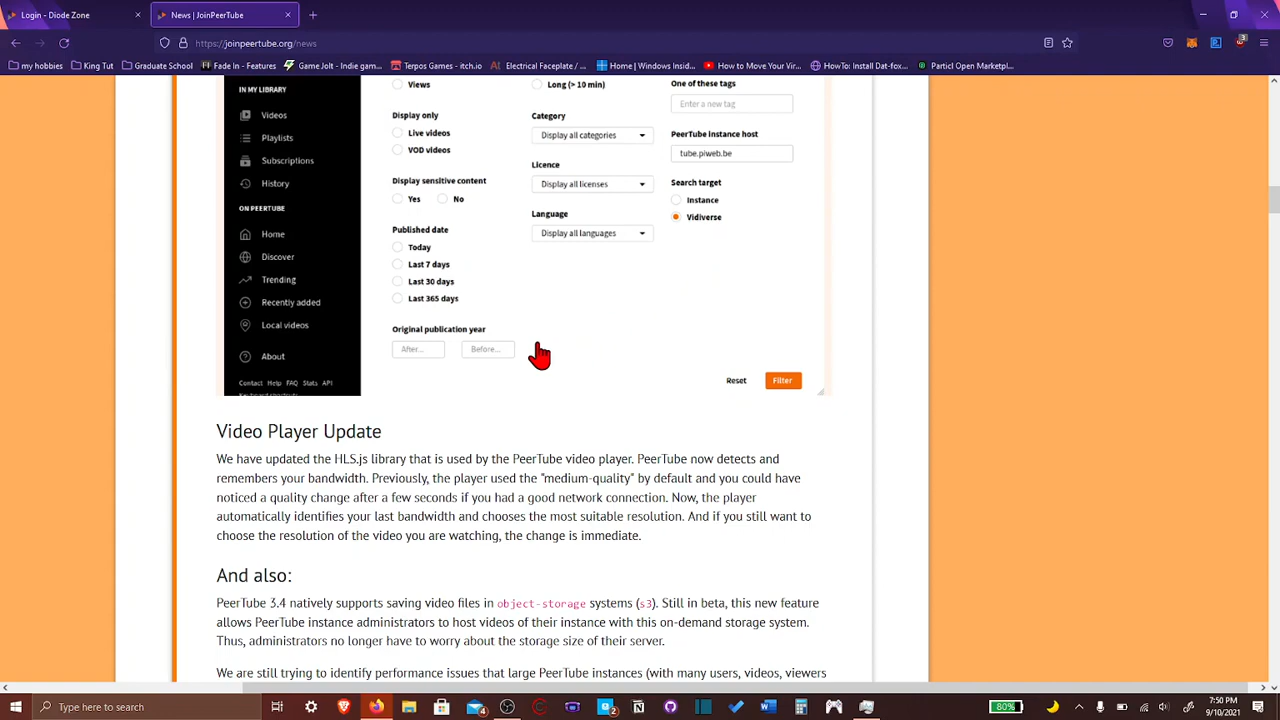 Login - Diode Zone
News | JoinPeerTube
https://joinpeertube.org/news
my hobbies
King Tut
Graduate School
Fade In - Features
Game Jolt - Indie gam...
Terpos Games - itch.io
Electrical Faceplate / ...
Home | Windows Insid...
How to Move Your Vir...
HowTo: Install Dat-fox...
Particl Open Market...
IN MY LIBRARY
Videos
Playlists
Subscriptions
History
ON PEERTUBE
Home
Discover
Trending
Recently added
Local videos
About
Contact Help FAQ Stats API
Keyboard shortcuts
Views
Display only
Live videos
VOD videos
Display sensitive content
Yes No
Published date
Today
Last 7 days
Last 30 days
Last 365 days
Original publication year
After... Before...
Long (> 10 min)
Category
Display all categories
Licence
Display all licenses
Language
Display all languages
One of these tags
Enter a new tag
PeerTube instance host
tube.piweb.be
Search target
Instance
Vidiverse
Reset Filter
Video Player Update
We have updated the HLS.js library that is used by the PeerTube video player. PeerTube now detects and
remembers your bandwidth. Previously, the player used the "medium-quality" by default and you could have
noticed a quality change after a few seconds if you had a good network connection. Now, the player
automatically identifies your last bandwidth and chooses the most suitable resolution. And if you still want to
choose the resolution of the video you are watching, the change is immediate.
And also:
PeerTube 3.4 natively supports saving video files in object-storage systems (s3). Still in beta, this new feature
allows PeerTube instance administrators to host videos of their instance with this on-demand storage system.
Thus, administrators no longer have to worry about the storage size of their server.
We are still trying to identify performance issues that large PeerTube instances (with many users, videos, viewers
Type here to search
80%
7:50 PM
9/10/2021